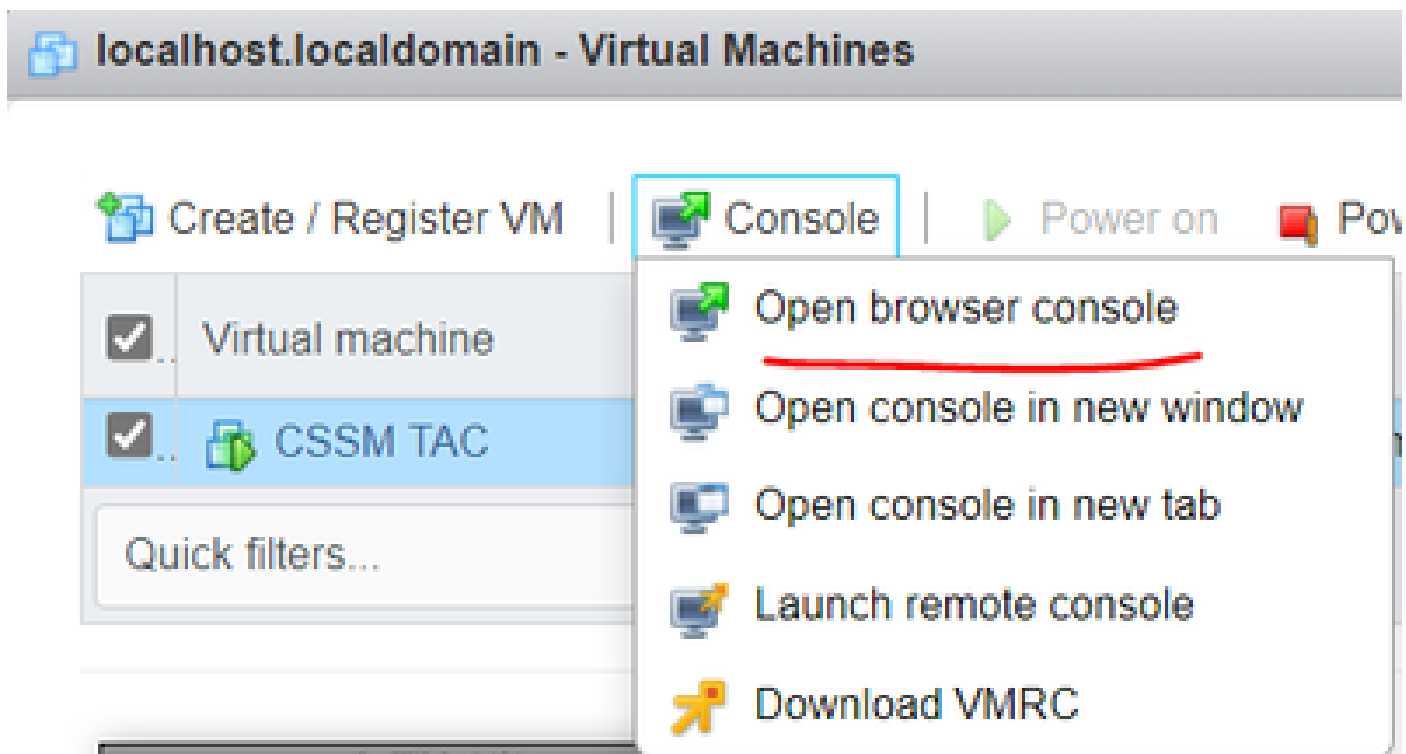 localhost.localdomain - Virtual Machines
Create / Register VM | Console | Power on
Open browser console
Virtual machine
Open console in new window
CSSM TAC
Open console in new tab
Quick filters...
Launch remote console
Download VMRC